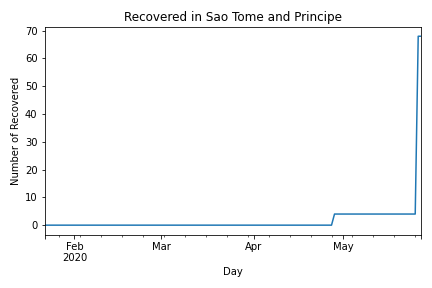 Recovered in Sao Tome and Principe
Number of Recovered
70
60
50
40
30
20
10
0
Feb
2020
Mar
Apr
May
Day